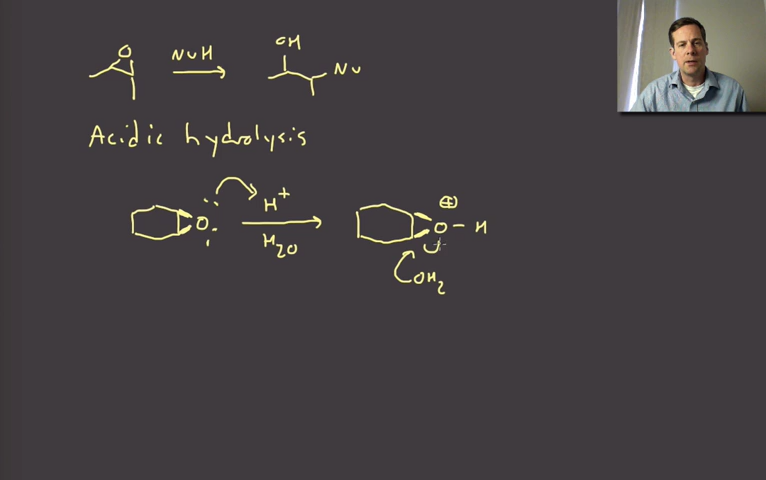 O NuH OH Nu
Acidic hydrolysis
O H+ H2O ⊕ O – H
OH2